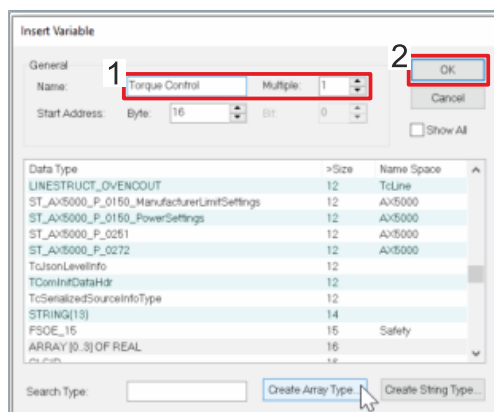 Insert Variable
General
1
2
Name: Torque Control Multiple: 1 OK
Cancel
Start Address: Byte: 16 Bit: 0
Show All
Data Type >Size Name Space
LINESTRUCT_OVENCOUT 12 TcLine
ST_AX5000_P_0150_ManufacturerLimitSettings 12 AX5000
ST_AX5000_P_0150_PowerSettings 12 AX5000
ST_AX5000_P_0251 12 AX5000
ST_AX5000_P_0272 12 AX5000
TcJsonLevelInfo 12
TComInitDataHdr 12
TcSerializedSourceInfoType 12
STRING(13) 14
FSOE_15 15 Safety
ARRAY [0..3] OF REAL 16
CLSID 16
Search Type: Create Array Type... Create String Type...